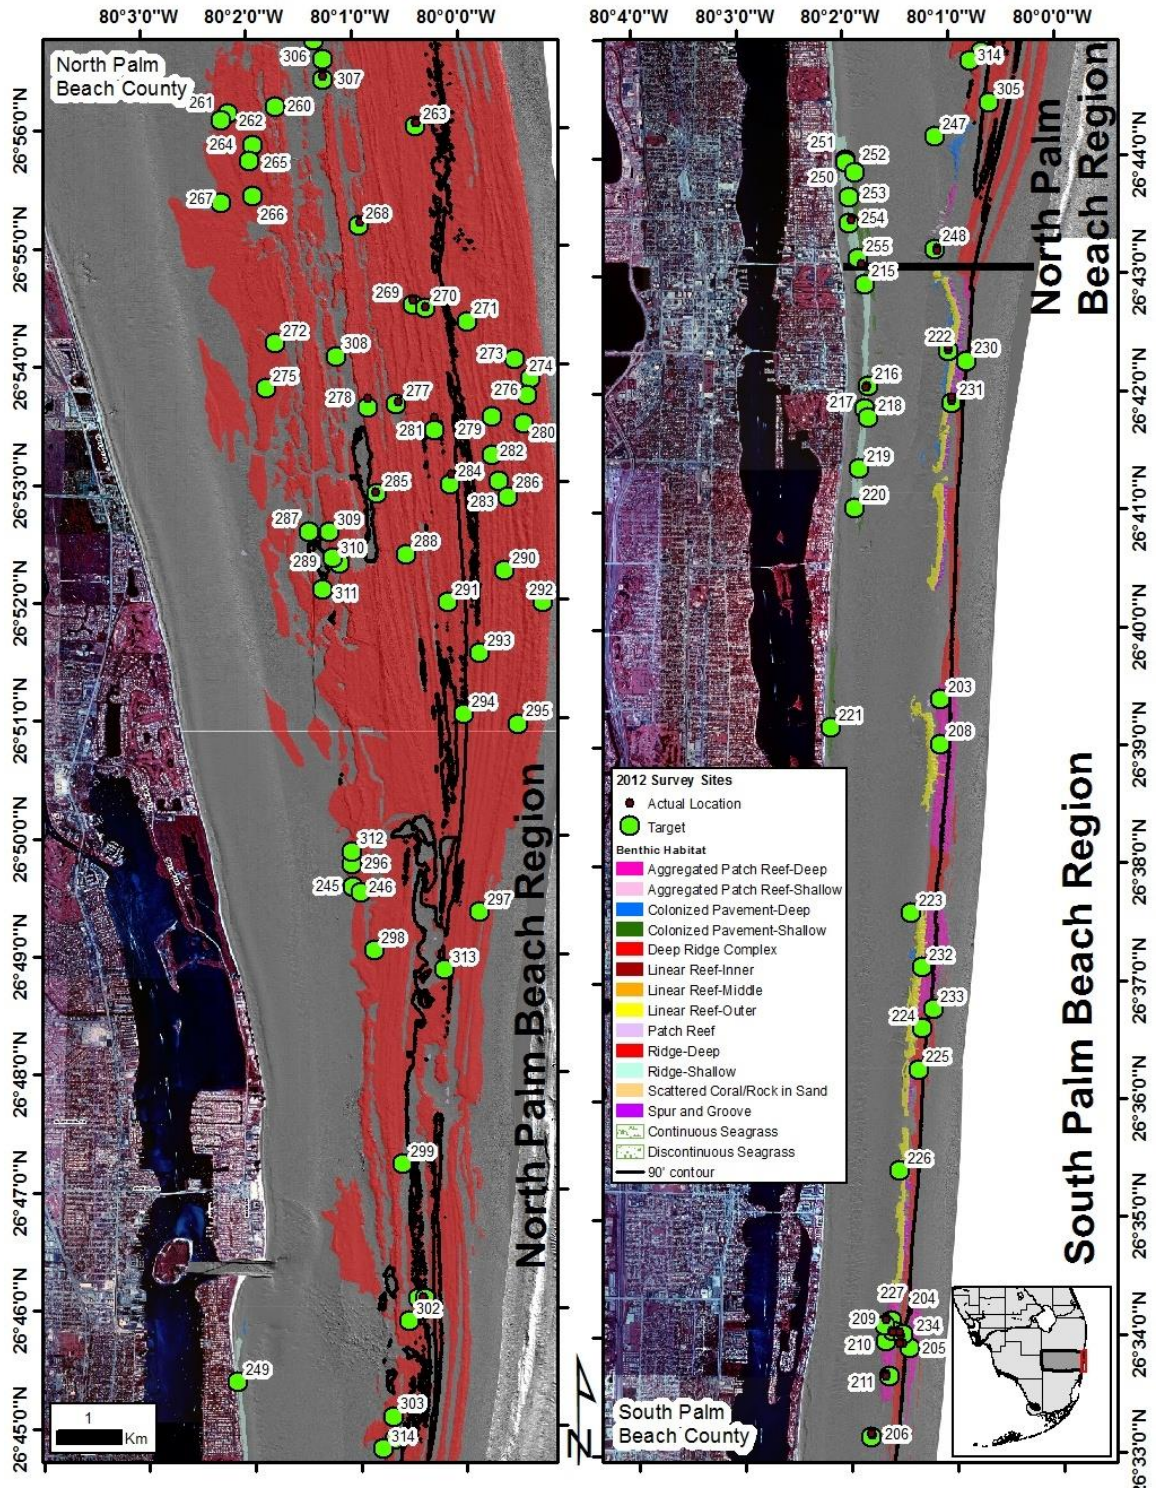 80°3'0"W 80°2'0"W 80°1'0"W 80°0'0"W
80°4'0"W 80°3'0"W 80°2'0"W 80°1'0"W 80°0'0"W
North Palm
Beach County
26°56'0"N
26°55'0"N
26°54'0"N
26°53'0"N
26°52'0"N
26°51'0"N
26°50'0"N
26°49'0"N
26°48'0"N
26°47'0"N
26°46'0"N
26°45'0"N
306
307
261
260
262
263
264
265
267
266
268
269
270
271
272
308
273
274
275
276
278
277
281
279
280
282
284
285
286
283
287
309
310
288
289
290
311
291
292
293
294
295
312
296
245
246
297
298
313
299
302
249
303
314
North Palm Beach Region
1
Km
N
314
305
247
251
252
250
253
254
248
255
215
222
230
216
231
217
218
219
220
203
221
208
223
232
233
224
225
226
227
204
209
234
210
205
211
206
North Palm
Beach Region
South Palm Beach Region
26°44'0"N
26°43'0"N
26°42'0"N
26°41'0"N
26°40'0"N
26°39'0"N
26°38'0"N
26°37'0"N
26°36'0"N
26°35'0"N
26°34'0"N
26°33'0"N
2012 Survey Sites
Actual Location
Target
Benthic Habitat
Aggregated Patch Reef-Deep
Aggregated Patch Reef-Shallow
Colonized Pavement-Deep
Colonized Pavement-Shallow
Deep Ridge Complex
Linear Reef-Inner
Linear Reef-Middle
Linear Reef-Outer
Patch Reef
Ridge-Deep
Ridge-Shallow
Scattered Coral/Rock in Sand
Spur and Groove
Continuous Seagrass
Discontinuous Seagrass
90' contour
South Palm
Beach County